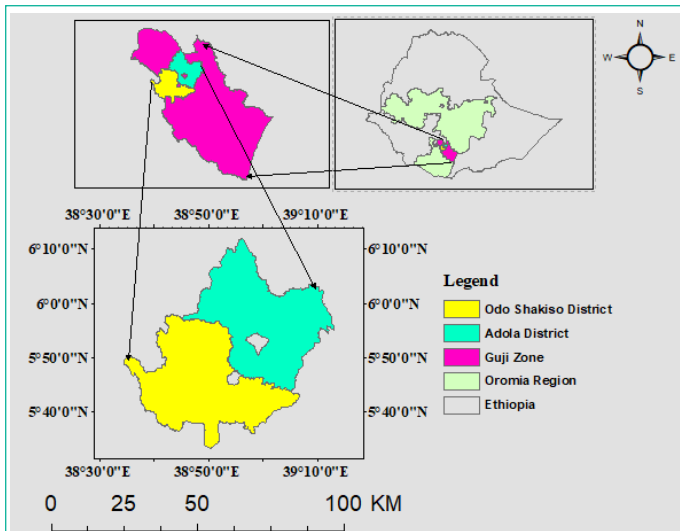 N
W E
S
38°30'0"E 38°50'0"E 39°10'0"E
6°10'0"N 6°10'0"N
6°0'0"N 6°0'0"N
5°50'0"N 5°50'0"N
5°40'0"N 5°40'0"N
38°30'0"E 38°50'0"E 39°10'0"E
Legend
Odo Shakiso District
Adola District
Guji Zone
Oromia Region
Ethiopia
0 25 50 100 KM